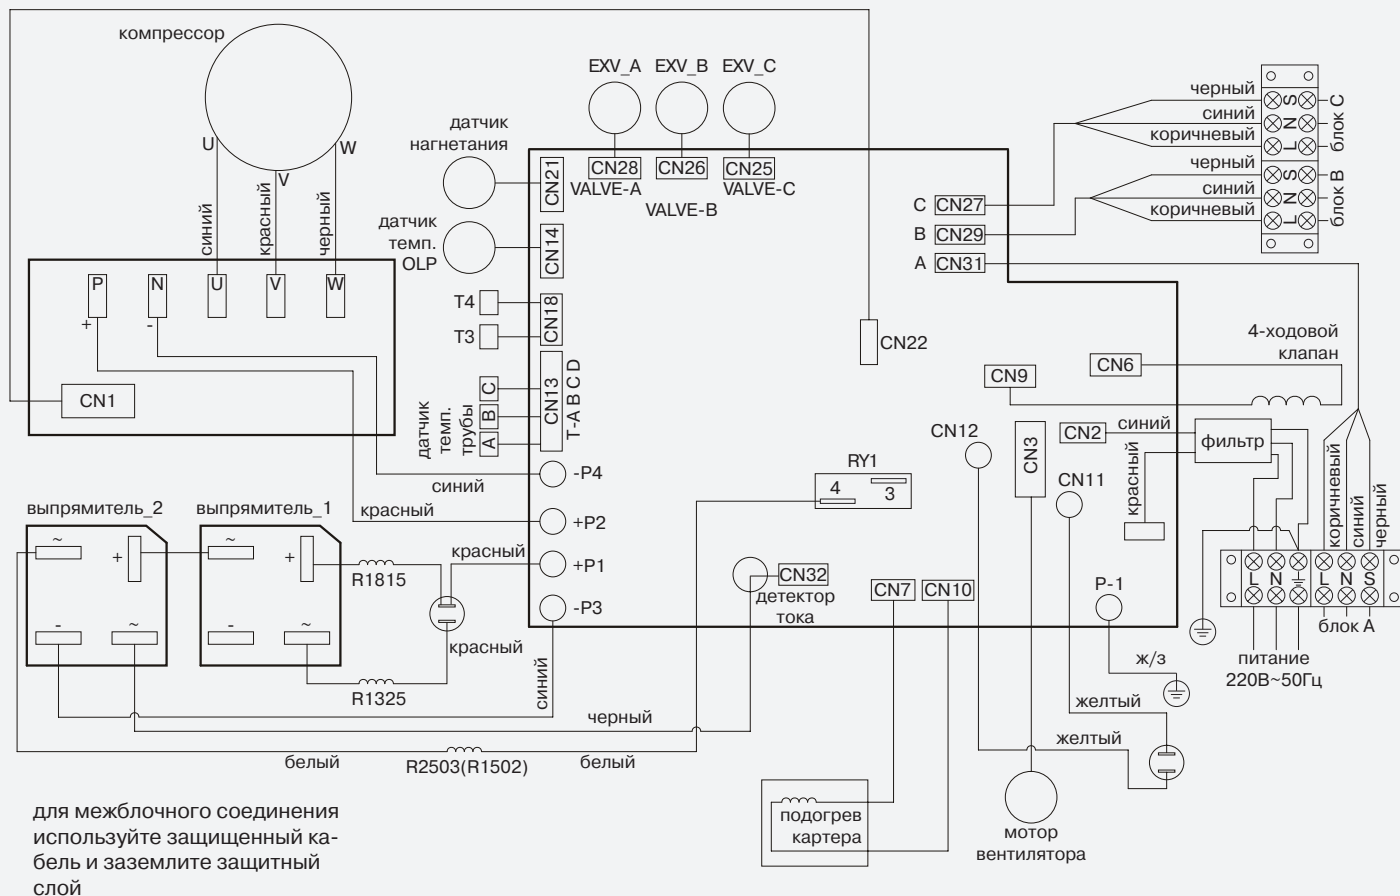 компрессор
U
V
W
синий
красный
черный
P
N
U
V
W
+
-
CN1
EXV_A
EXV_B
EXV_C
CN28
CN26
CN25
VALVE-A
VALVE-B
VALVE-C
датчик
нагнетания
CN21
датчик
темп.
OLP
CN14
T4
T3
CN18
C
B
A
CN13
T-A B C D
датчик
темп.
трубы
-P4
синий
+P2
красный
+P1
красный
-P3
C
CN27
B
CN29
A
CN31
CN22
черный
синий
коричневый
черный
синий
коричневый
S
N
L
блок C
S
N
L
блок B
4-ходовой
клапан
CN6
CN9
CN12
CN3
CN2
синий
фильтр
красный
CN11
RY1
4
3
коричневый
синий
черный
L
N
L
N
S
блок A
питание
220В~50Гц
выпрямитель_2
выпрямитель_1
~
+
-
~
~
+
-
~
R1815
R1325
красный
синий
CN32
детектор
тока
CN7
CN10
P-1
ж/з
желтый
желтый
черный
белый
R2503(R1502)
белый
подогрев
картера
мотор
вентилятора
для межблочного соединения
используйте защищенный ка-
бель и заземлите защитный
слой